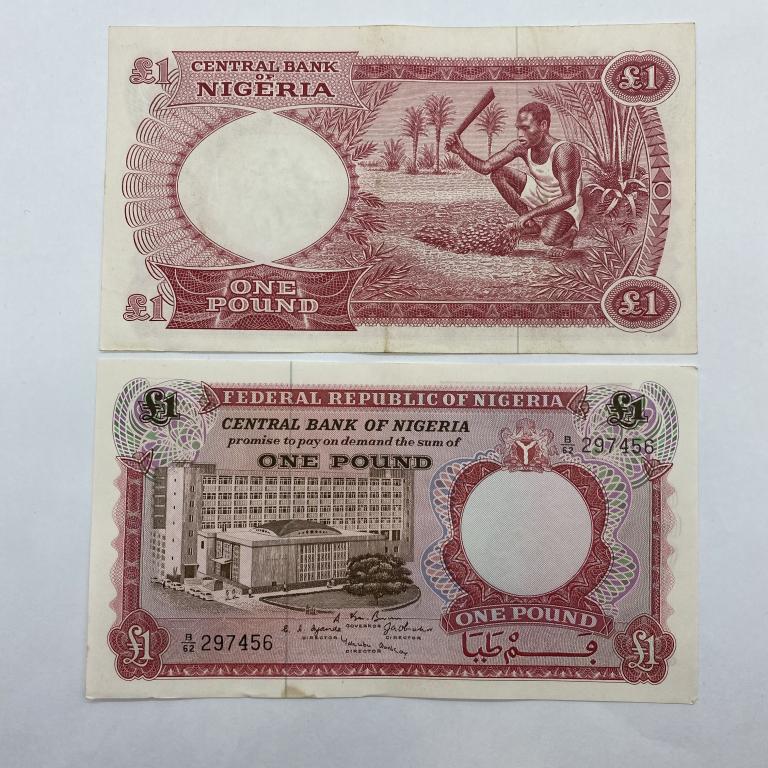 £1
CENTRAL BANK
OF
NIGERIA
£1
£1
ONE
POUND
£1
£1
FEDERAL REPUBLIC OF NIGERIA
£1
CENTRAL BANK OF NIGERIA
promise to pay on demand the sum of
ONE POUND
B/62 297456
GOVERNOR
DIRECTOR
DIRECTOR
DIRECTOR
ONE POUND
£1
B/62 297456
£1